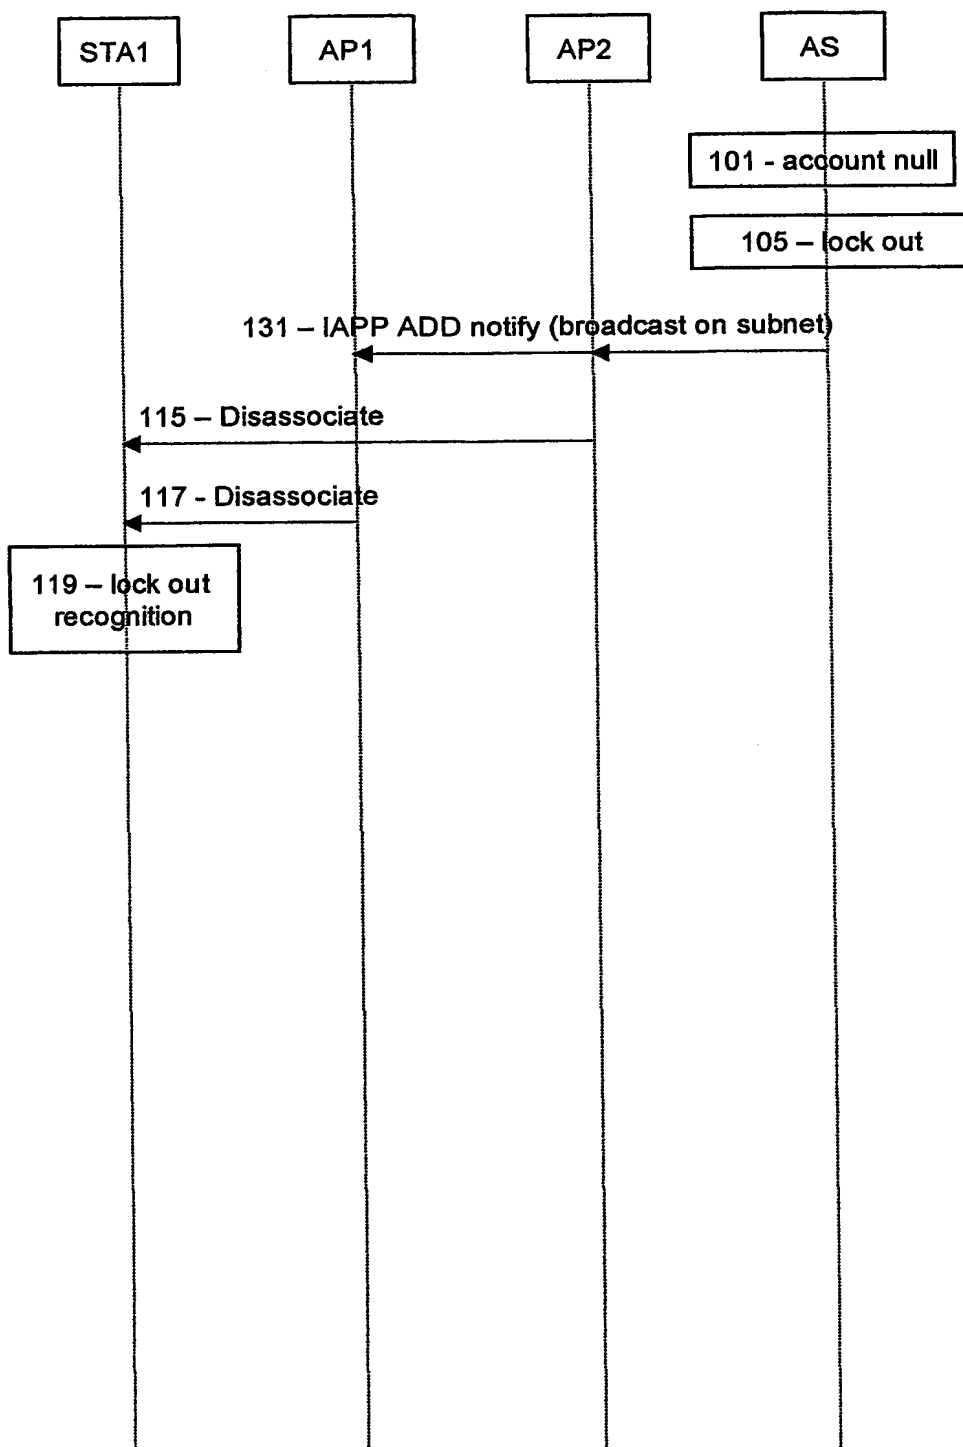 STA1
AP1
AP2
AS
101 - account null
105 – lock out
131 – IAPP ADD notify (broadcast on subnet)
115 – Disassociate
117 - Disassociate
119 – lock out
recognition